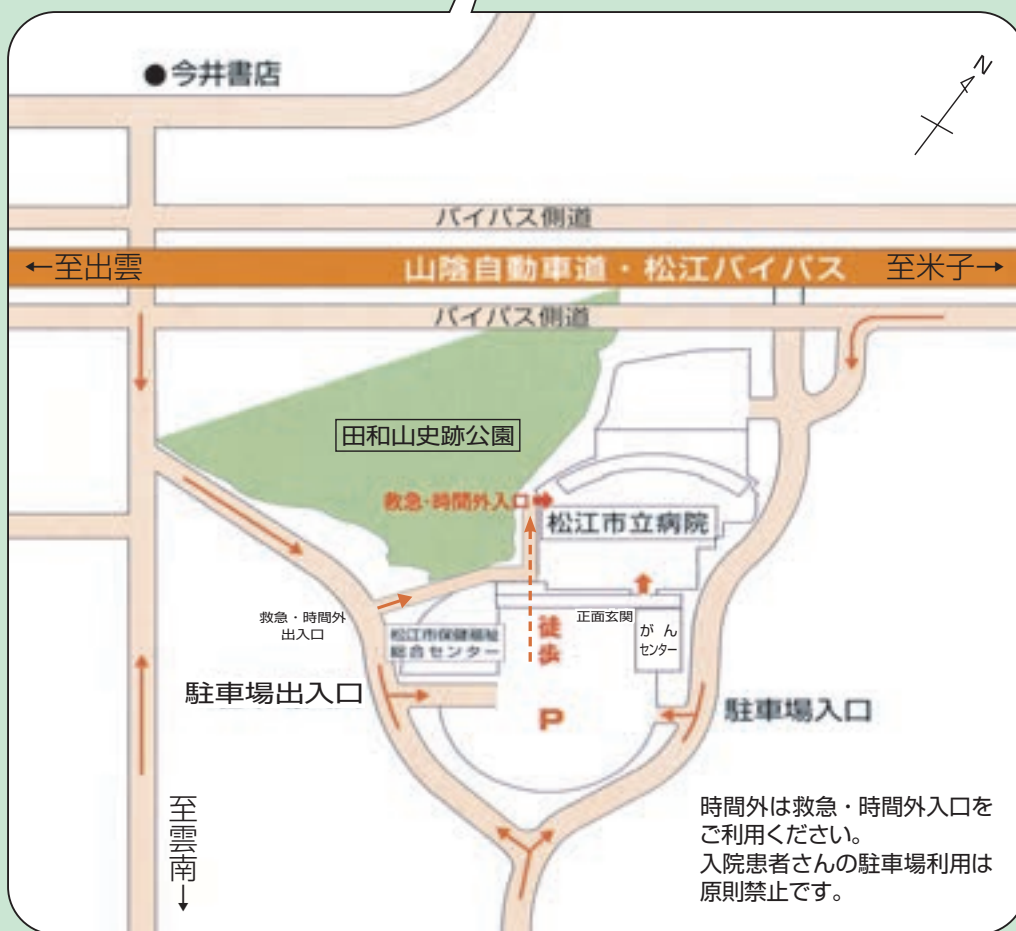 ●今井書店
N
バイパス側道
←至出雲
山陰自動車道・松江バイパス
至米子→
バイパス側道
田和山史跡公園
救急・時間外入口
松江市立病院
救急・時間外
出入口
松江市保健福祉
総合センター
徒歩
正面玄関
がん
センター
駐車場出入口
P
駐車場入口
至雲南↓
時間外は救急・時間外入口を
ご利用ください。
入院患者さんの駐車場利用は
原則禁止です。